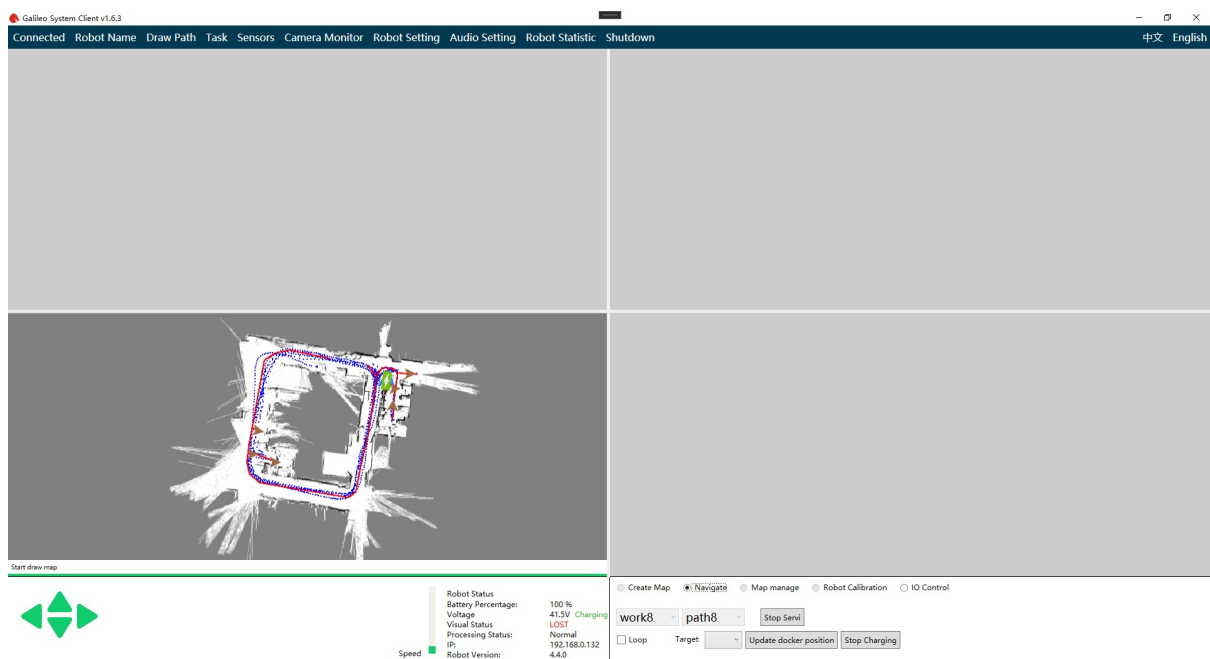 Galileo System Client v1.6.3
Connected Robot Name Draw Path Task Sensors Camera Monitor Robot Setting Audio Setting Robot Statistic Shutdown 中文 English
Start draw map
Robot Status
Battery Percentage: 100 %
Voltage 41.5V Charging
Visual Status LOST
Processing Status: Normal
IP: 192.168.0.132
Speed Robot Version: 4.4.0
Create Map Navigate Map manage Robot Calibration IO Control
work8 path8 Stop Servi
Loop Target Update docker position Stop Charging